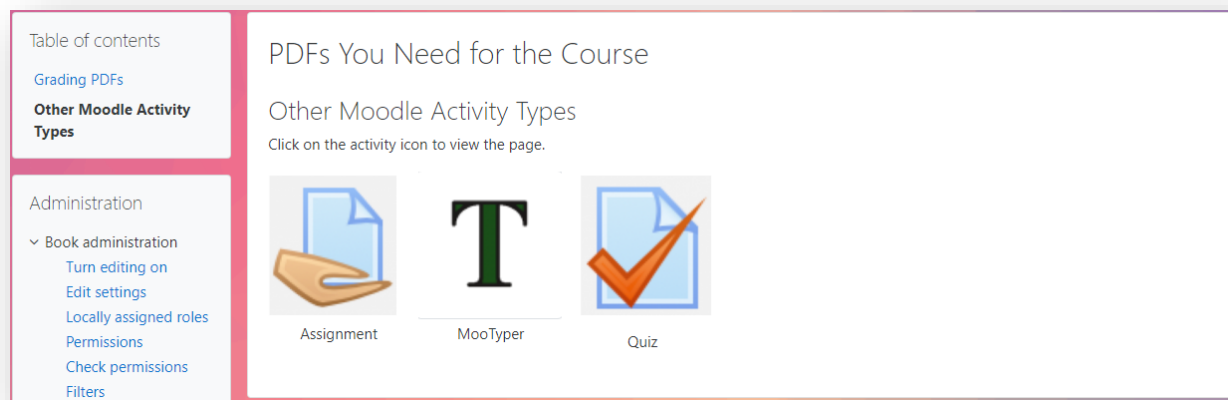 Table of contents
Grading PDFs
Other Moodle Activity
Types
Administration
Book administration
Turn editing on
Edit settings
Locally assigned roles
Permissions
Check permissions
Filters
PDFs You Need for the Course
Other Moodle Activity Types
Click on the activity icon to view the page.
T
Assignment
MooTyper
Quiz